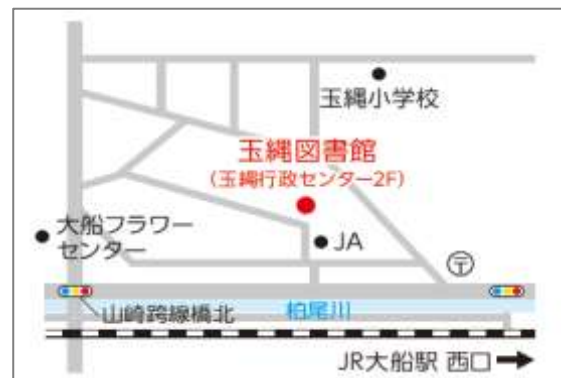 玉縄小学校
玉縄図書館
(玉縄行政センター2F)
大船フラワー
センター
JA
〒
山崎跨線橋北
柏尾川
JR大船駅 西口